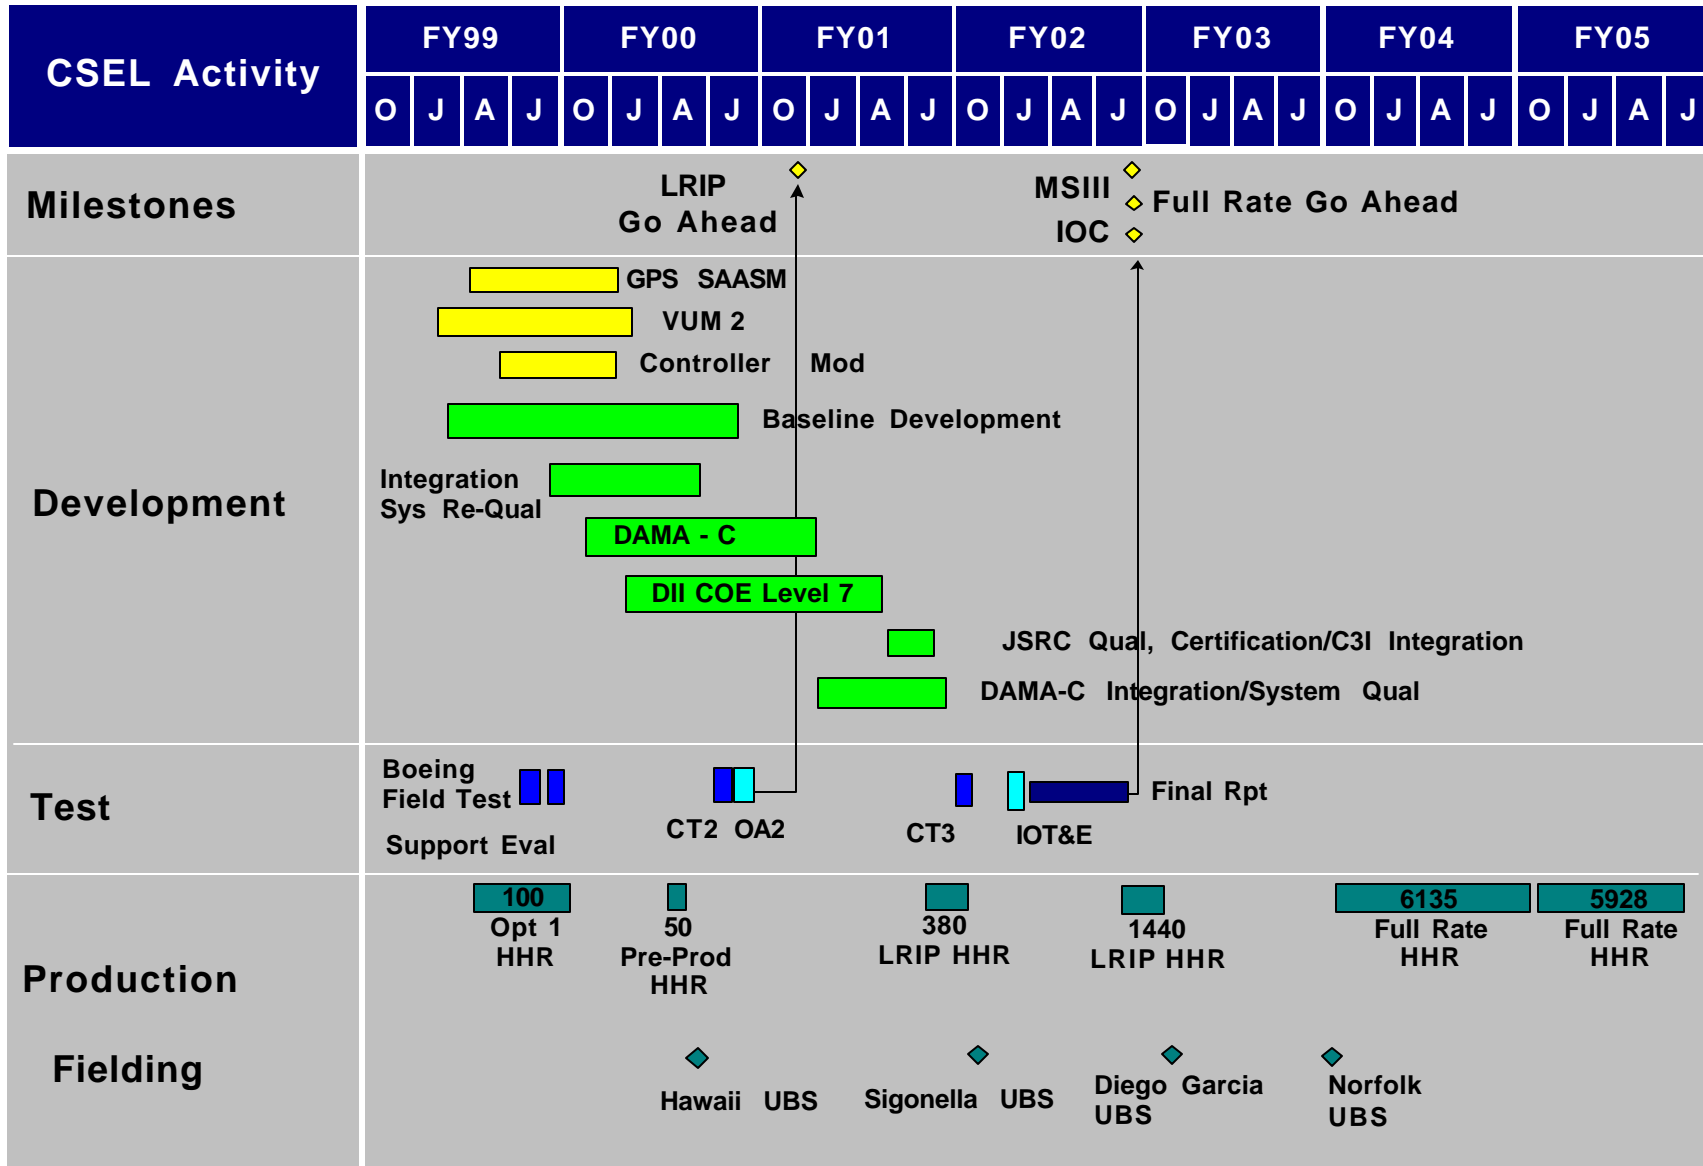 CSEL Activity
FY99 FY00 FY01 FY02 FY03 FY04 FY05
O J A J O J A J O J A J O J A J O J A J O J A J O J A J
Milestones
LRIP
Go Ahead
MSIII
Full Rate Go Ahead
IOC
Development
GPS SAASM
VUM 2
Controller Mod
Baseline Development
Integration
Sys Re-Qual
DAMA - C
DII COE Level 7
JSRC Qual, Certification/C3I Integration
DAMA-C Integration/System Qual
Test
Boeing
Field Test
Support Eval
CT2 OA2
CT3
IOT&E
Final Rpt
Production
100
Opt 1
HHR
50
Pre-Prod
HHR
380
LRIP HHR
1440
LRIP HHR
6135
Full Rate
HHR
5928
Full Rate
HHR
Fielding
Hawaii UBS
Sigonella UBS
Diego Garcia
UBS
Norfolk
UBS